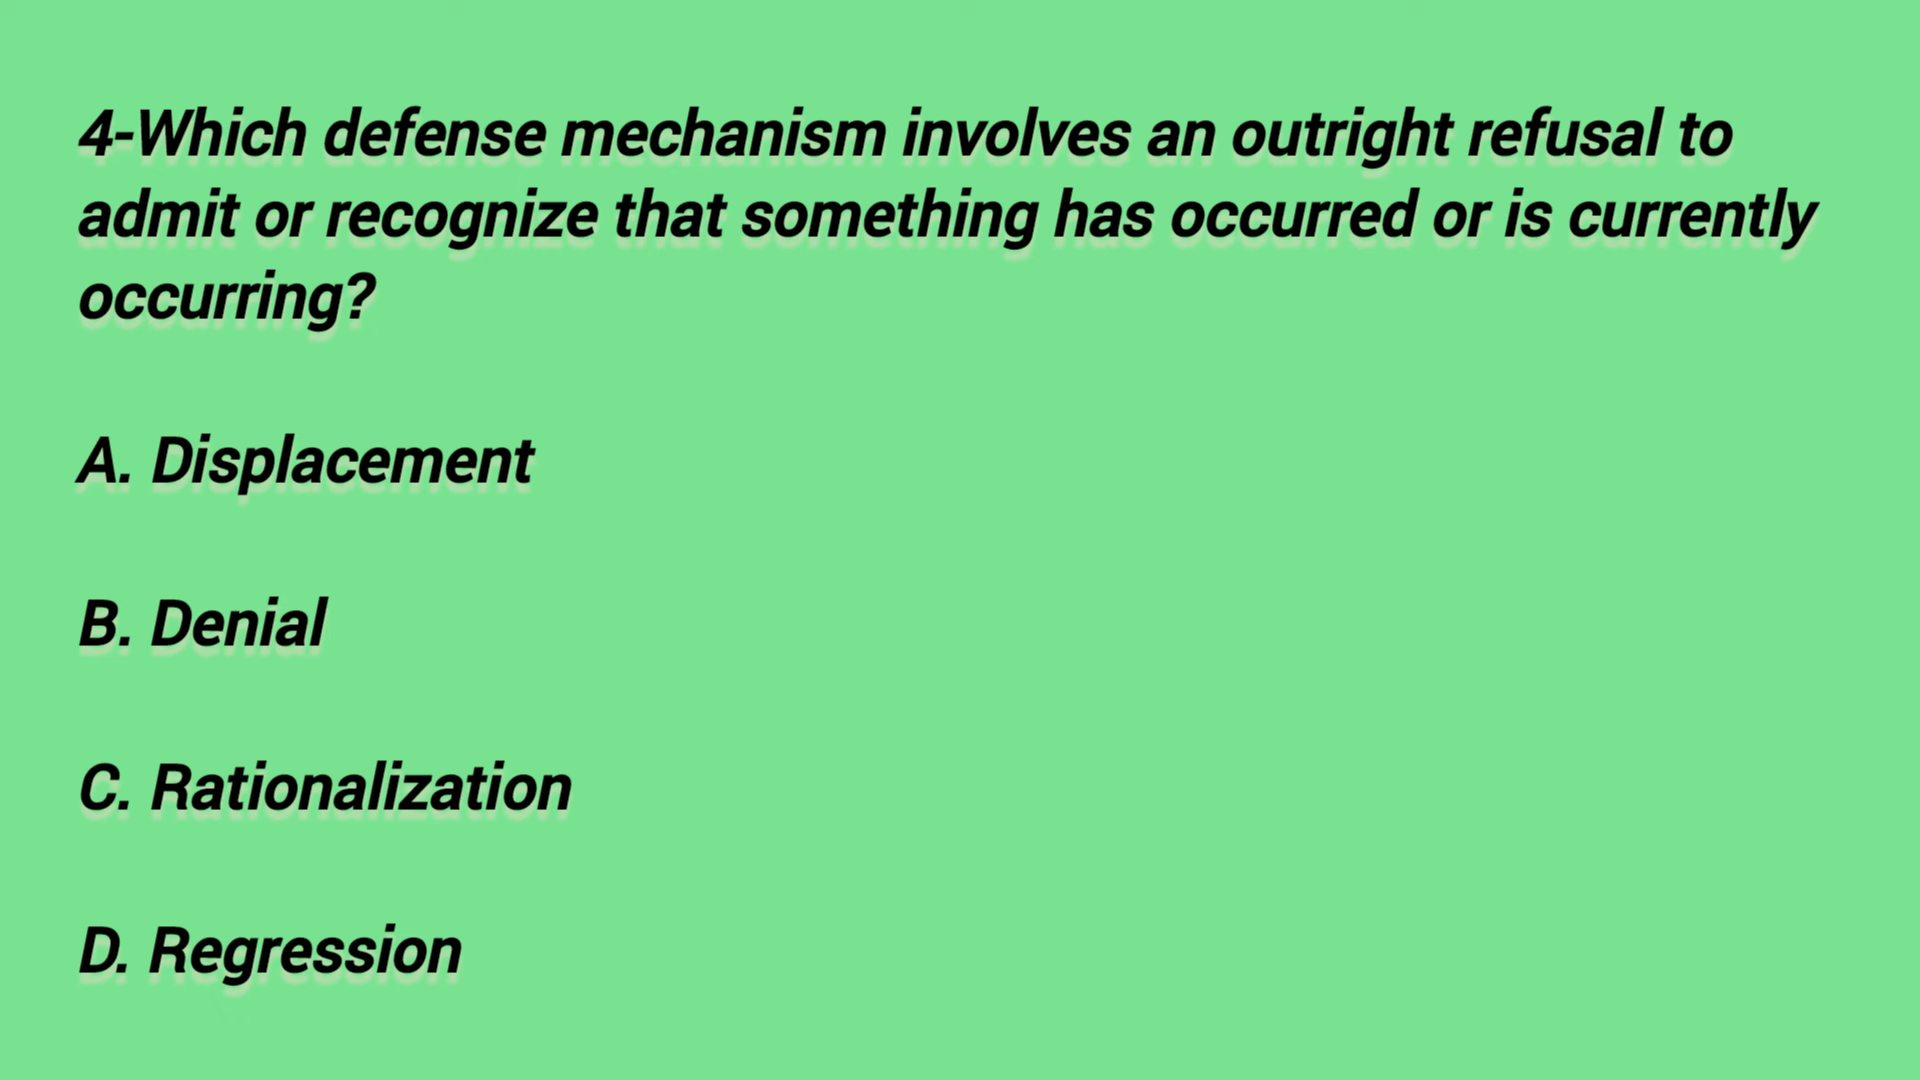 4-Which defense mechanism involves an outright refusal to
admit or recognize that something has occurred or is currently
occurring?
A. Displacement
B. Denial
C. Rationalization
D. Regression